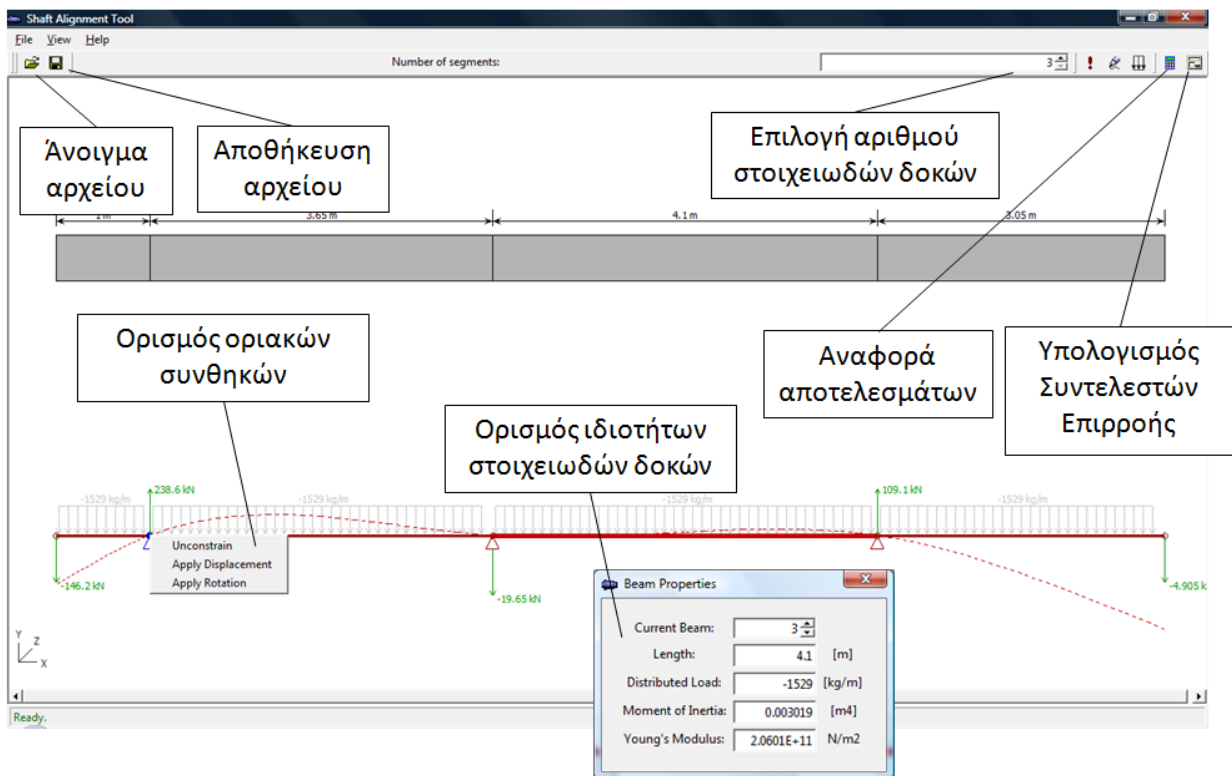 Shaft Alignment Tool
File View Help
Number of segments:
3
Άνοιγμα
αρχείου
Αποθήκευση
αρχείου
Επιλογή αριθμού
στοιχειωδών δοκών
1 m
3.65 m
4.1 m
3.05 m
Ορισμός οριακών
συνθηκών
Αναφορά
αποτελεσμάτων
Υπολογισμός
Συντελεστών
Επιρροής
Ορισμός ιδιοτήτων
στοιχειωδών δοκών
-1529 kg/m
238.6 kN
-1529 kg/m
-1529 kg/m
109.1 kN
-1529 kg/m
Unconstrain
Apply Displacement
Apply Rotation
-146.2 kN
-19.65 kN
-4.905 k
Beam Properties
Current Beam: 3
Length: 4.1 [m]
Distributed Load: -1529 [kg/m]
Moment of Inertia: 0.003019 [m4]
Young's Modulus: 2.0601E+11 N/m2
Y
Z
X
Ready.